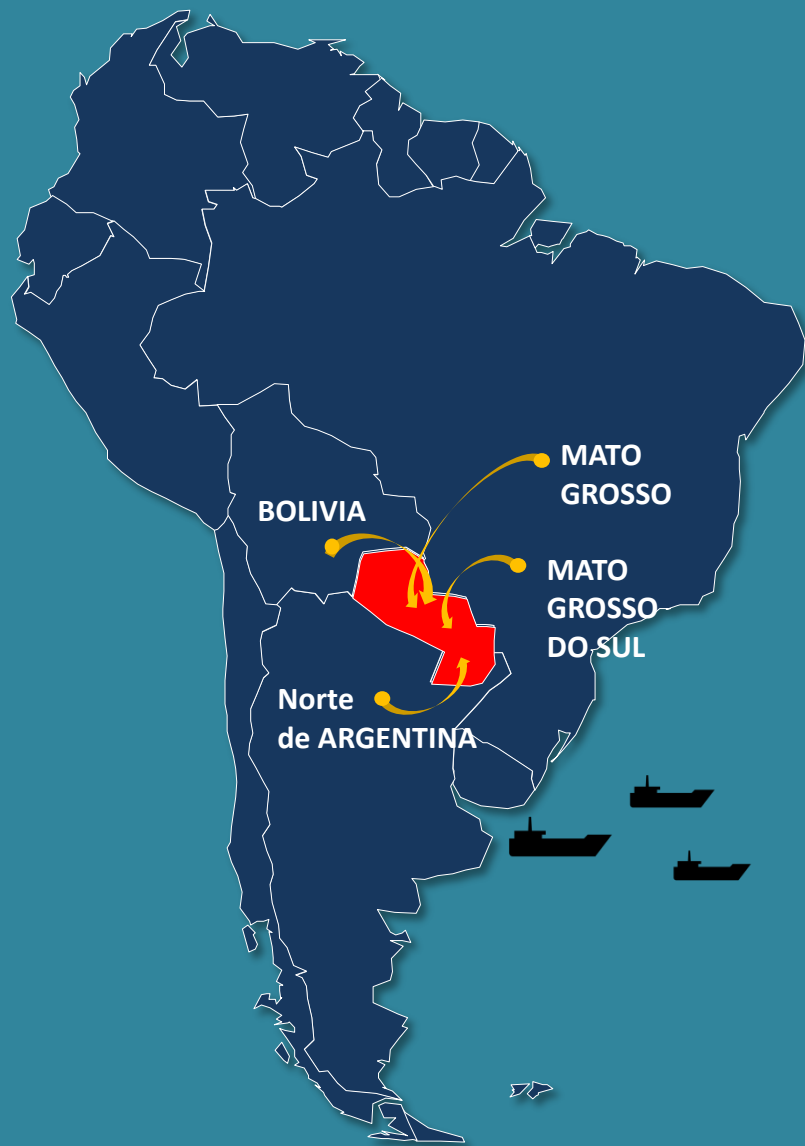 MATO
GROSSO
BOLIVIA
MATO
GROSSO
DO SUL
Norte
de ARGENTINA